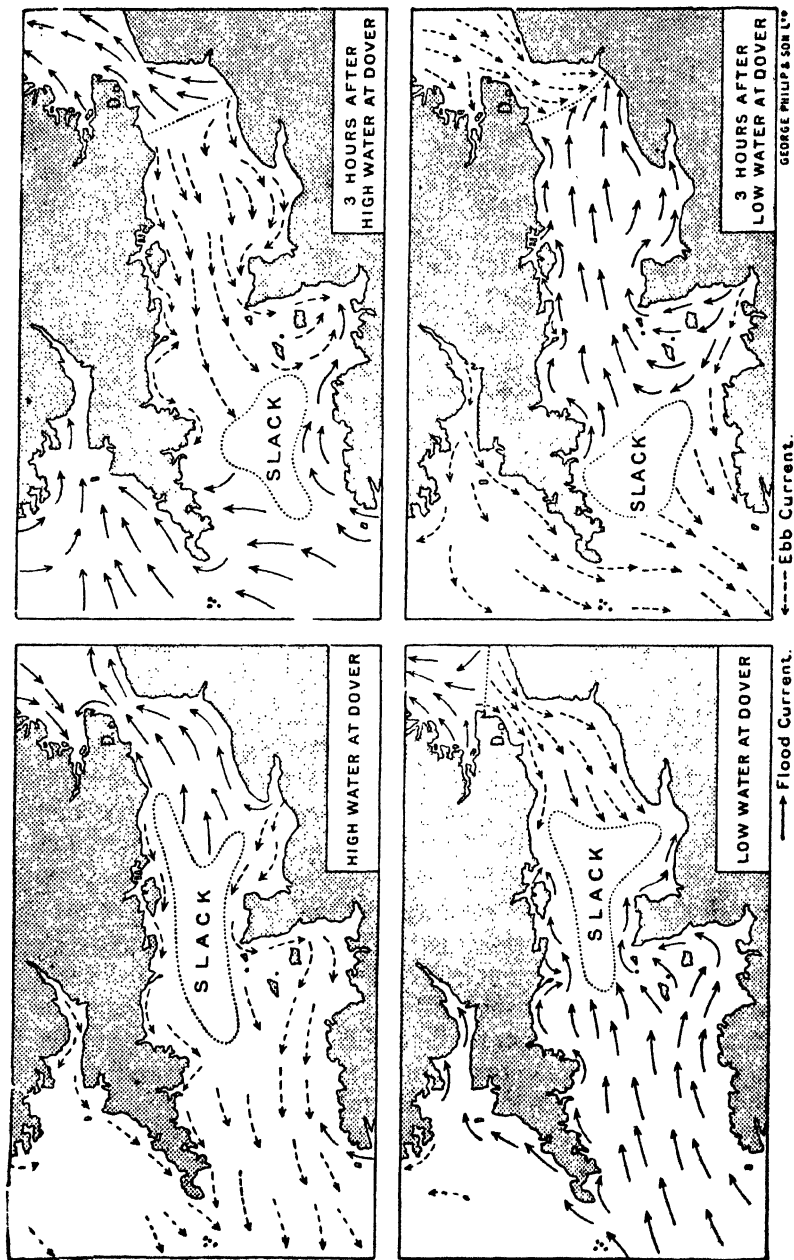 HIGH WATER AT DOVER
SLACK
D.
3 HOURS AFTER
HIGH WATER AT DOVER
SLACK
D.
LOW WATER AT DOVER
SLACK
D.
3 HOURS AFTER
LOW WATER AT DOVER
SLACK
D.
Flood Current.
Ebb Current.
GEORGE PHILIP & SON LTD